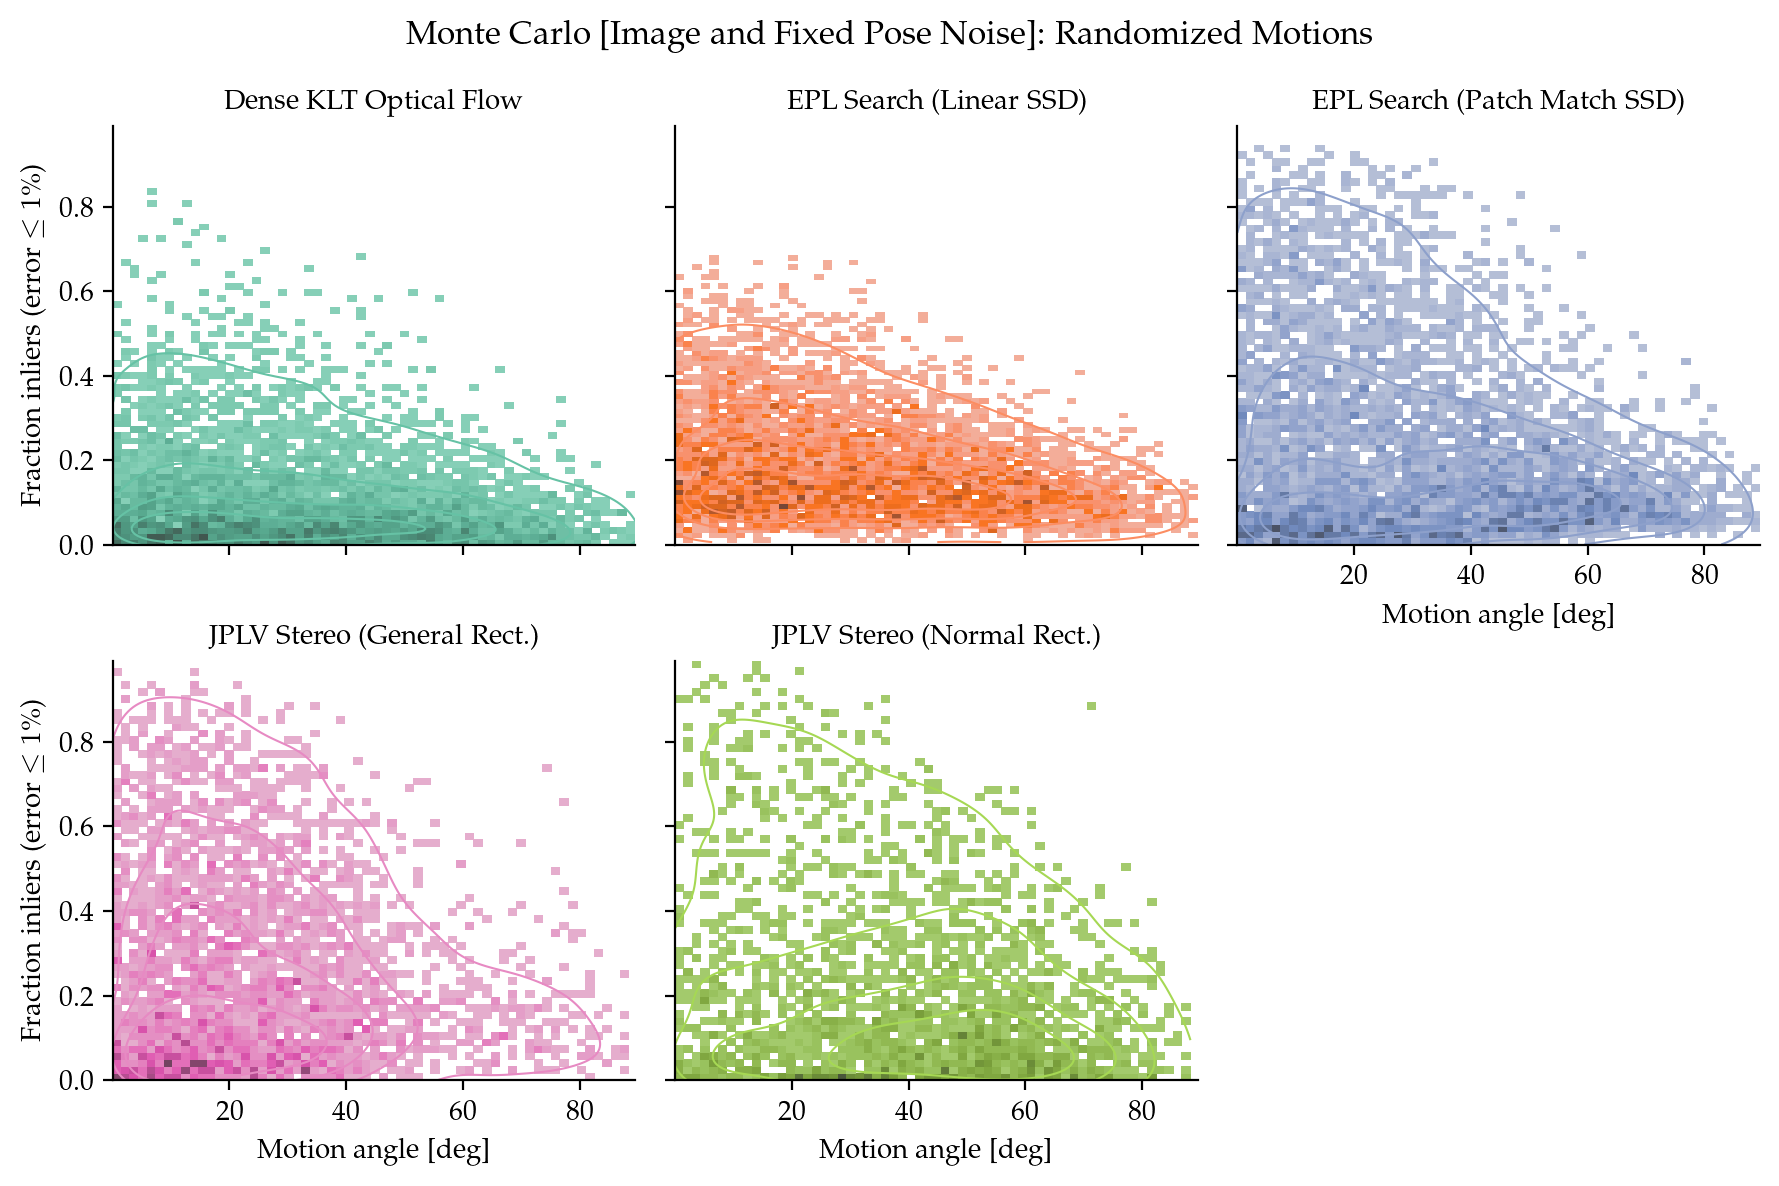 Monte Carlo [Image and Fixed Pose Noise]: Randomized Motions
Dense KLT Optical Flow
EPL Search (Linear SSD)
EPL Search (Patch Match SSD)
Fraction inliers (error ≤ 1%)
0.8
0.6
0.4
0.2
0.0
20 40 60 80
Motion angle [deg]
JPLV Stereo (General Rect.)
JPLV Stereo (Normal Rect.)
Fraction inliers (error ≤ 1%)
0.8
0.6
0.4
0.2
0.0
20 40 60 80
20 40 60 80
Motion angle [deg]
Motion angle [deg]